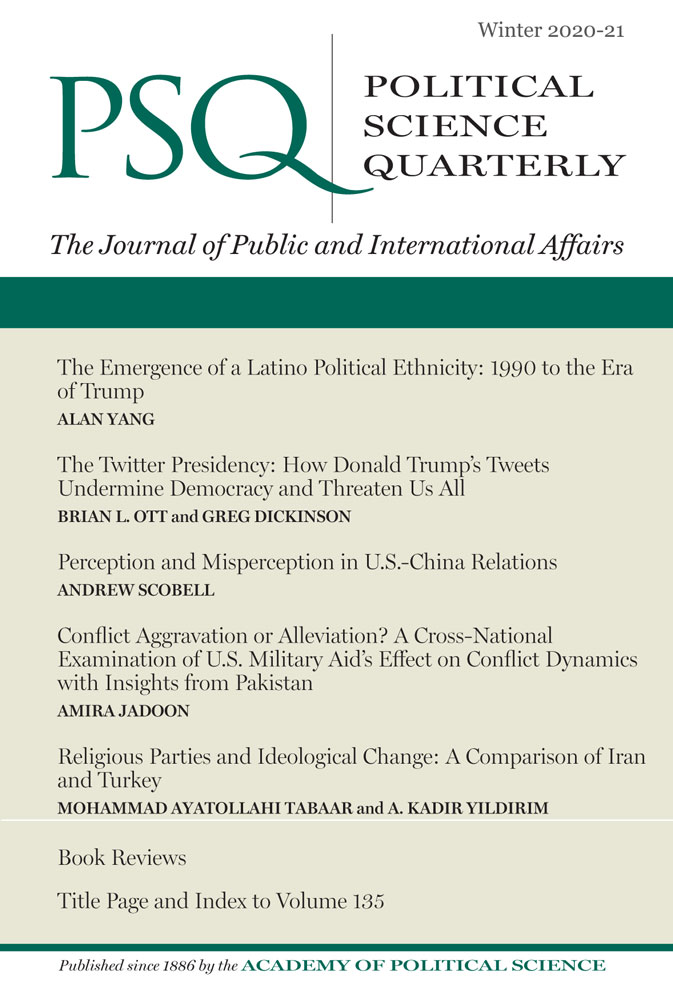 Winter 2020-21
PSQ
POLITICAL
SCIENCE
QUARTERLY
The Journal of Public and International Affairs
The Emergence of a Latino Political Ethnicity: 1990 to the Era
of Trump
ALAN YANG
The Twitter Presidency: How Donald Trump’s Tweets
Undermine Democracy and Threaten Us All
BRIAN L. OTT and GREG DICKINSON
Perception and Misperception in U.S.-China Relations
ANDREW SCOBELL
Conflict Aggravation or Alleviation? A Cross-National
Examination of U.S. Military Aid’s Effect on Conflict Dynamics
with Insights from Pakistan
AMIRA JADOON
Religious Parties and Ideological Change: A Comparison of Iran
and Turkey
MOHAMMAD AYATOLLAHI TABAAR and A. KADIR YILDIRIM
Book Reviews
Title Page and Index to Volume 135
Published since 1886 by the ACADEMY OF POLITICAL SCIENCE